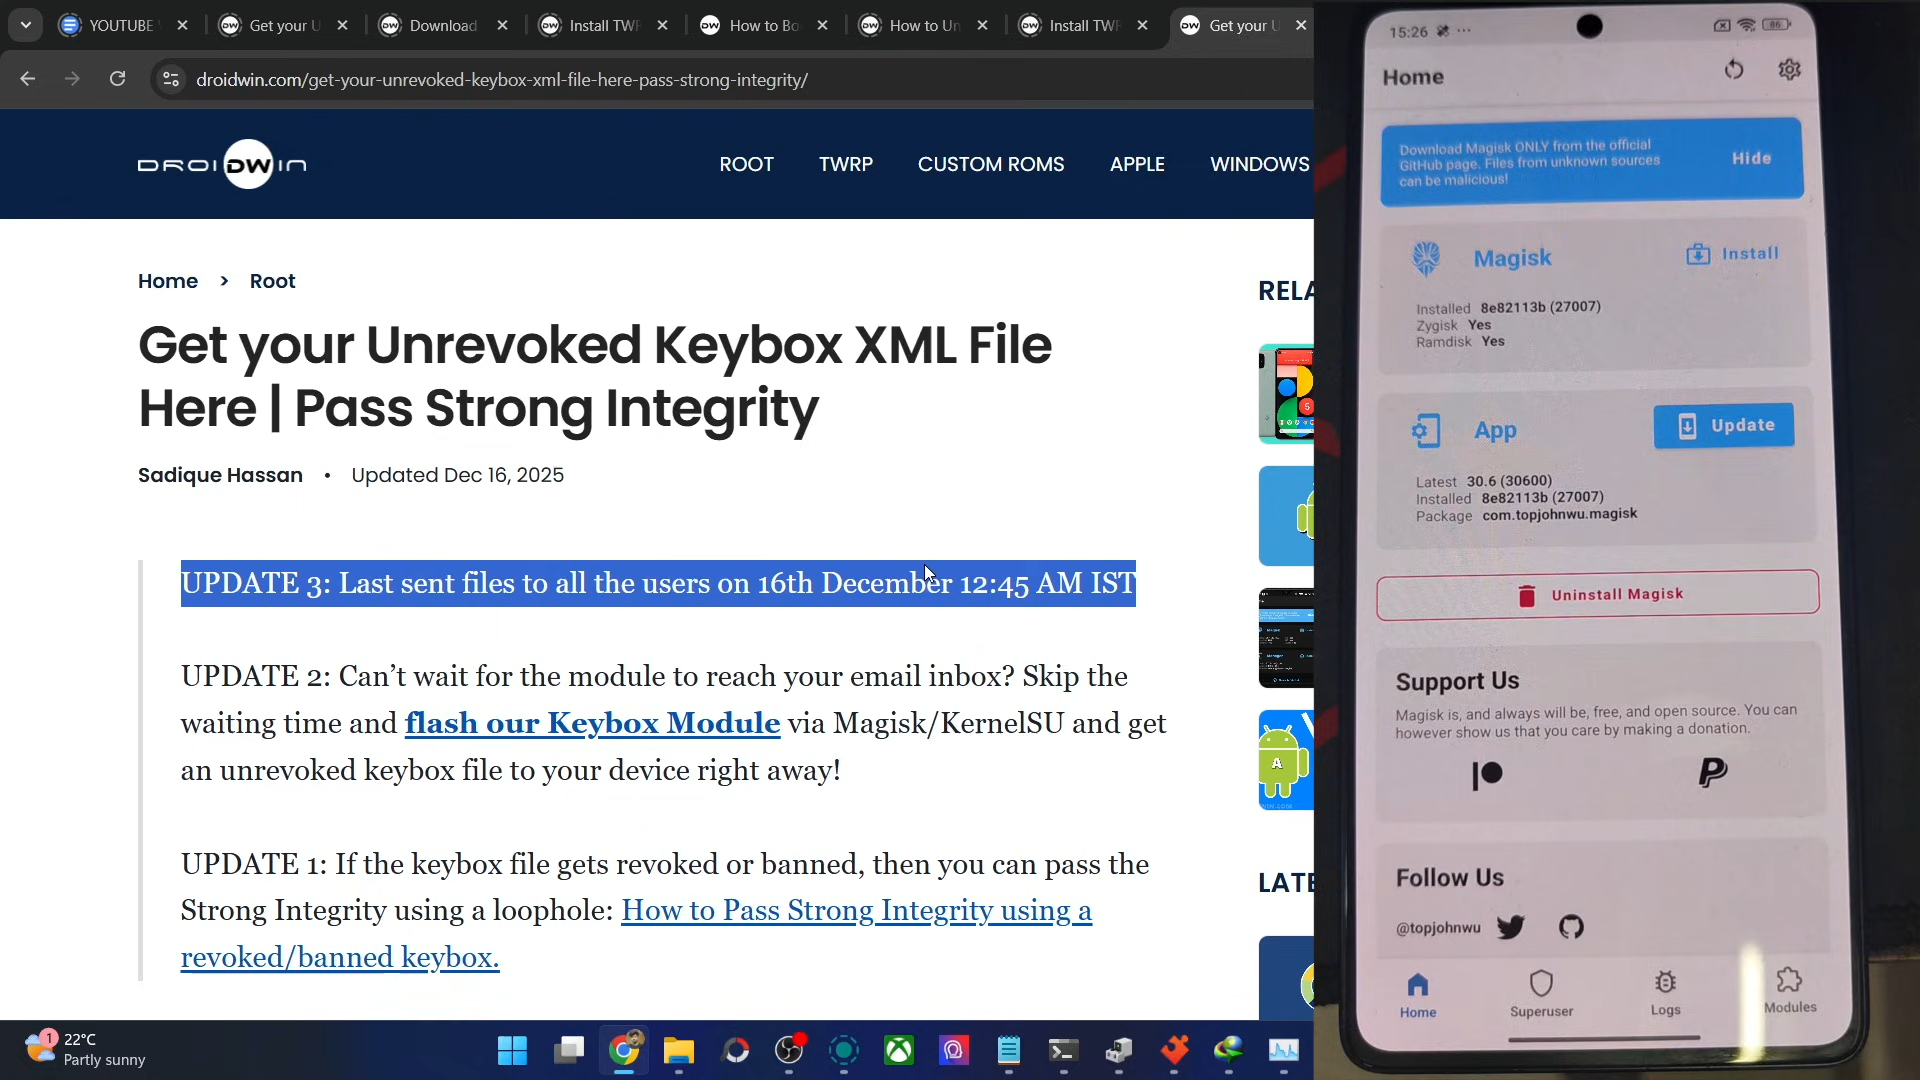 YOUTUBE
Get your U
Download
Install TWR
How to Bo
How to Un
Install TWR
Get your U
droidwin.com/get-your-unrevoked-keybox-xml-file-here-pass-strong-integrity/
DROIDWIN
ROOT
TWRP
CUSTOM ROMS
APPLE
WINDOWS
Home > Root
Get your Unrevoked Keybox XML File
Here | Pass Strong Integrity
Sadique Hassan • Updated Dec 16, 2025
UPDATE 3: Last sent files to all the users on 16th December 12:45 AM IST
UPDATE 2: Can’t wait for the module to reach your email inbox? Skip the
waiting time and flash our Keybox Module via Magisk/KernelSU and get
an unrevoked keybox file to your device right away!
UPDATE 1: If the keybox file gets revoked or banned, then you can pass the
Strong Integrity using a loophole: How to Pass Strong Integrity using a
revoked/banned keybox.
RELA
LATE
1
22°C
Partly sunny
15:26
86
Home
Download Magisk ONLY from the official
GitHub page. Files from unknown sources
can be malicious!
Hide
Magisk
Install
Installed 8e82113b (27007)
Zygisk Yes
Ramdisk Yes
App
Update
Latest 30.6 (30600)
Installed 8e82113b (27007)
Package com.topjohnwu.magisk
Uninstall Magisk
Support Us
Magisk is, and always will be, free, and open source. You can
however show us that you care by making a donation.
Follow Us
@topjohnwu
Home
Superuser
Logs
Modules